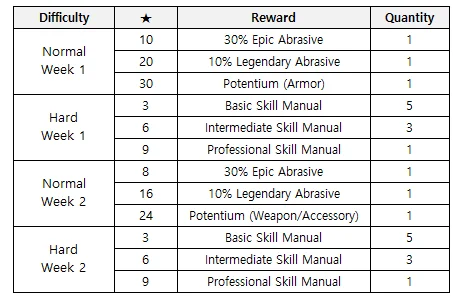 Difficulty ★ Reward Quantity
Normal Week 1 10 30% Epic Abrasive 1
20 10% Legendary Abrasive 1
30 Potentium (Armor) 1
Hard Week 1 3 Basic Skill Manual 5
6 Intermediate Skill Manual 3
9 Professional Skill Manual 1
Normal Week 2 8 30% Epic Abrasive 1
16 10% Legendary Abrasive 1
24 Potentium (Weapon/Accessory) 1
Hard Week 2 3 Basic Skill Manual 5
6 Intermediate Skill Manual 3
9 Professional Skill Manual 1